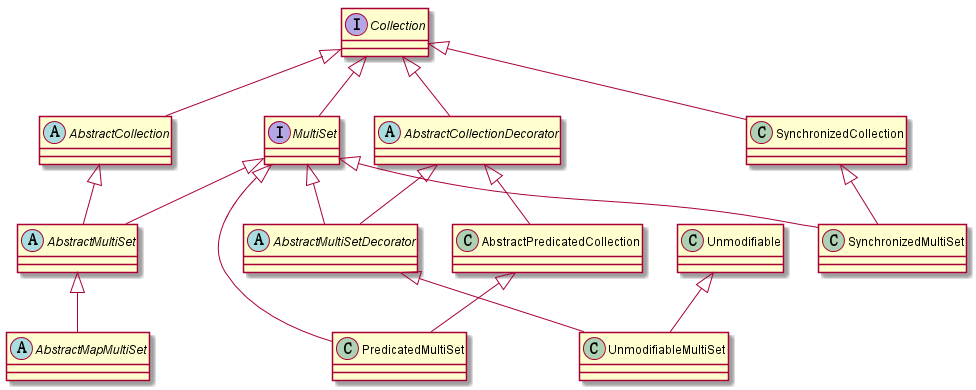 I Collection
A AbstractCollection
I MultiSet
A AbstractCollectionDecorator
C SynchronizedCollection
A AbstractMultiSet
A AbstractMultiSetDecorator
C AbstractPredicatedCollection
C Unmodifiable
C SynchronizedMultiSet
A AbstractMapMultiSet
C PredicatedMultiSet
C UnmodifiableMultiSet